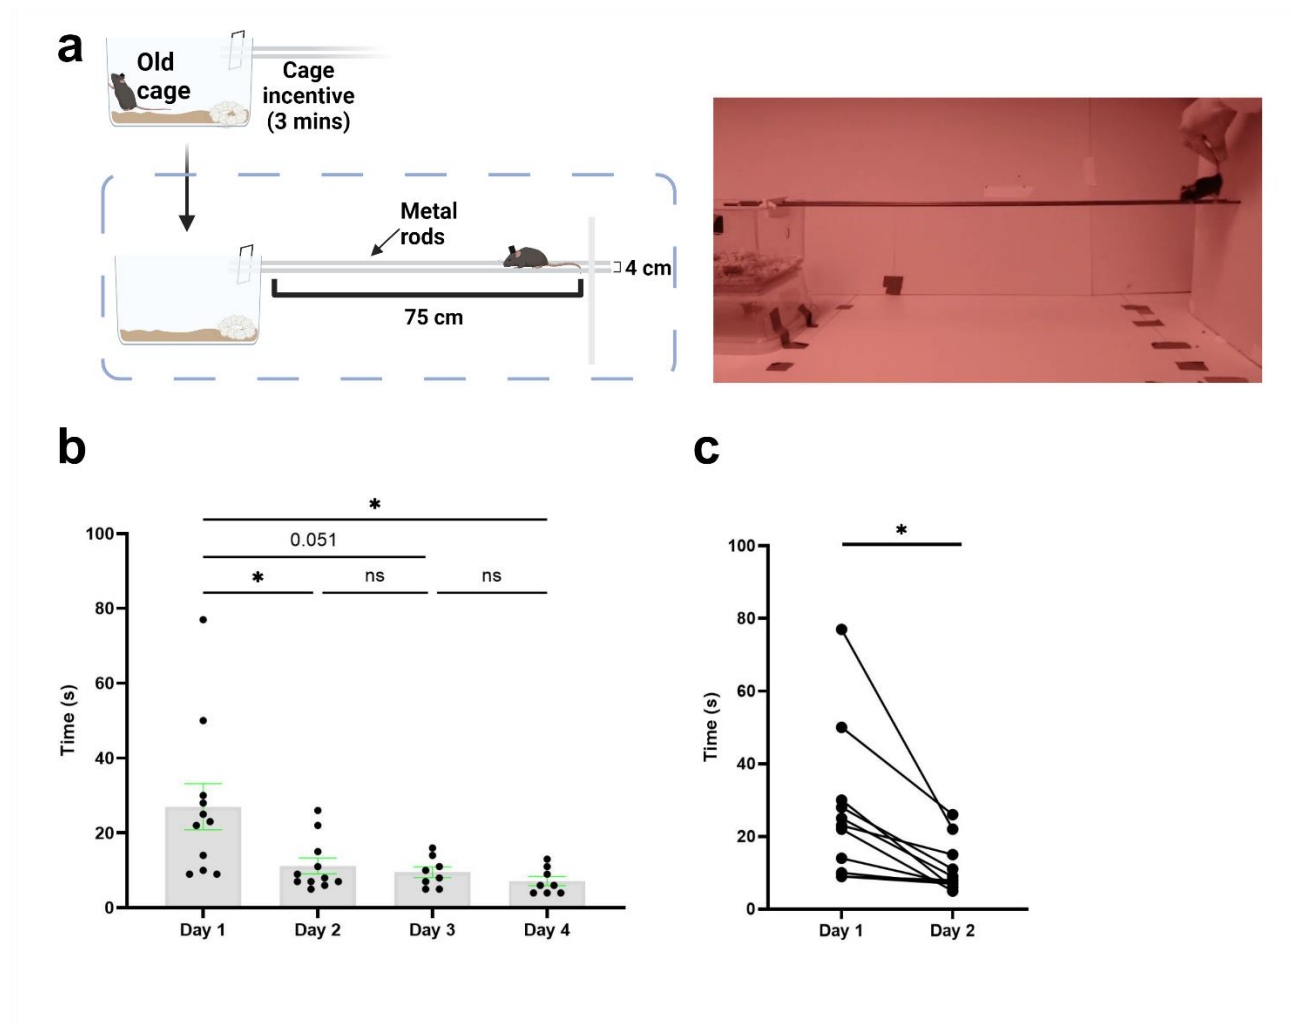 a
Old
cage
Cage
incentive
(3 mins)
Metal
rods
4 cm
75 cm
b
*
0.051
* ns ns
100
80
60
40
20
0
Time (s)
Day 1 Day 2 Day 3 Day 4
c
*
100
80
60
40
20
0
Time (s)
Day 1 Day 2